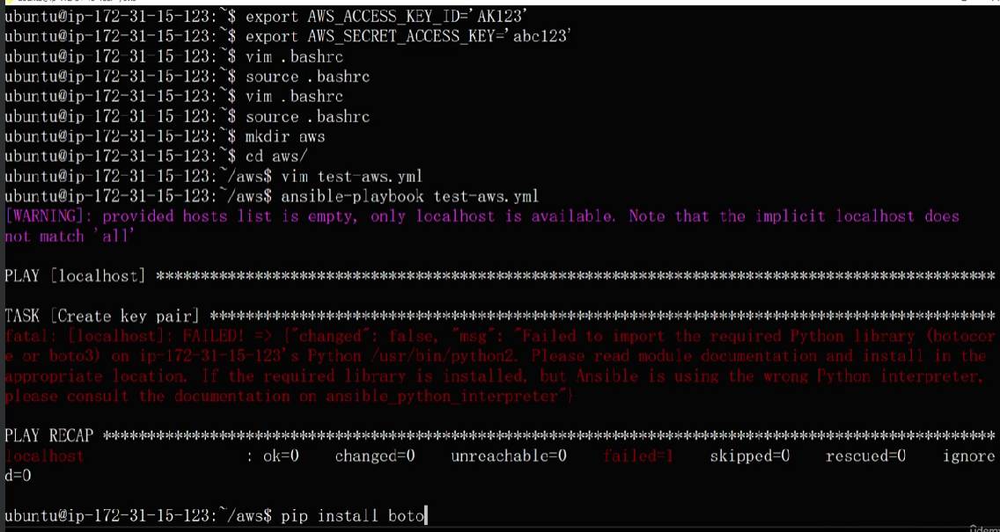 ubuntu@ip-172-31-15-123:~$ export AWS_ACCESS_KEY_ID='AK123'
ubuntu@ip-172-31-15-123:~$ export AWS_SECRET_ACCESS_KEY='abc123'
ubuntu@ip-172-31-15-123:~$ vim .bashrc
ubuntu@ip-172-31-15-123:~$ source .bashrc
ubuntu@ip-172-31-15-123:~$ vim .bashrc
ubuntu@ip-172-31-15-123:~$ source .bashrc
ubuntu@ip-172-31-15-123:~$ mkdir aws
ubuntu@ip-172-31-15-123:~$ cd aws/
ubuntu@ip-172-31-15-123:~/aws$ vim test-aws.yml
ubuntu@ip-172-31-15-123:~/aws$ ansible-playbook test-aws.yml
[WARNING]: provided hosts list is empty, only localhost is available. Note that the implicit localhost does
not match 'all'
PLAY [localhost] *********************************************************************************************
TASK [Create key pair] ***************************************************************************************
fatal: [localhost]: FAILED! => {"changed": false, "msg": "Failed to import the required Python library (botocor
e or boto3) on ip-172-31-15-123's Python /usr/bin/python2. Please read module documentation and install in the
appropriate location. If the required library is installed, but Ansible is using the wrong Python interpreter,
please consult the documentation on ansible_python_interpreter"}
PLAY RECAP ***************************************************************************************************
localhost : ok=0 changed=0 unreachable=0 failed=1 skipped=0 rescued=0 ignore
d=0
ubuntu@ip-172-31-15-123:~/aws$ pip install boto